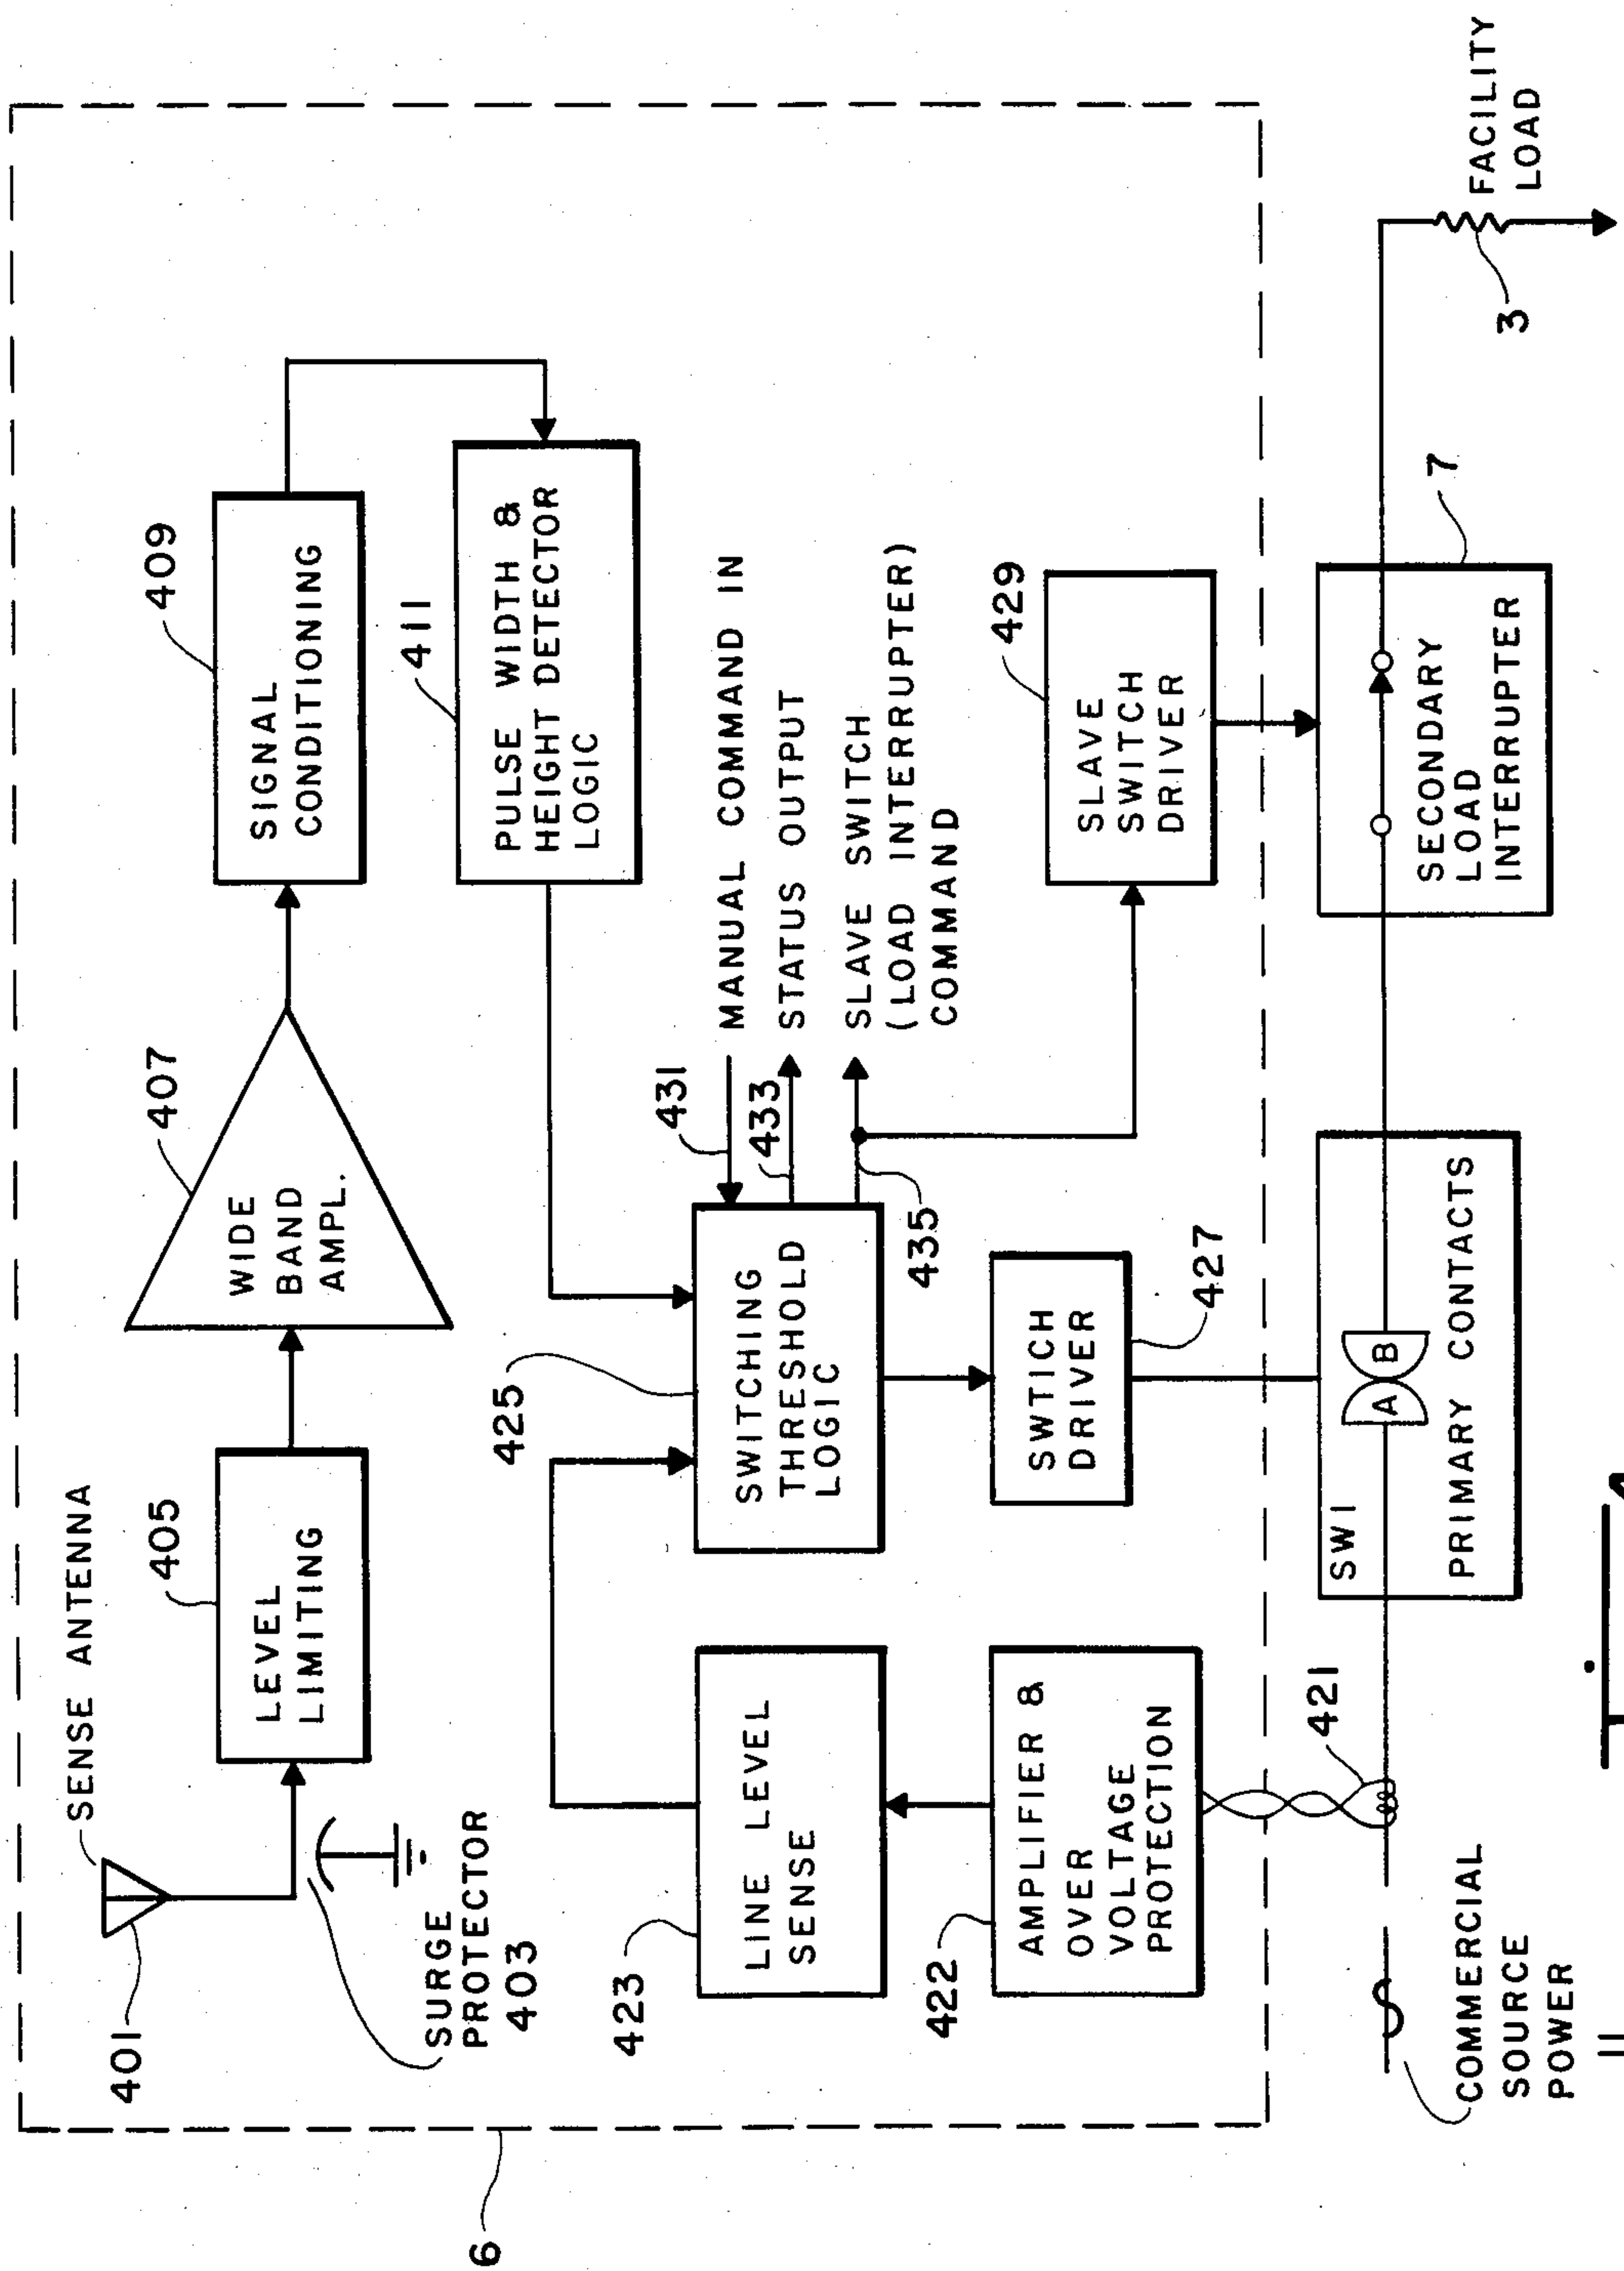 SENSE ANTENNA
401
405
LEVEL
LIMITING
SURGE
PROTECTOR
403
407
WIDE
BAND
AMPL.
409
SIGNAL
CONDITIONING
411
PULSE WIDTH &
HEIGHT DETECTOR
LOGIC
6
423
LINE LEVEL
SENSE
425
SWITCHING
THRESHOLD
LOGIC
431
MANUAL COMMAND IN
433
STATUS OUTPUT
435
SLAVE SWITCH
(LOAD INTERRUPTER)
COMMAND
422
AMPLIFIER &
OVER
VOLTAGE
PROTECTION
SWTICH
DRIVER
427
429
SLAVE
SWITCH
DRIVER
421
COMMERCIAL
SOURCE
POWER
SW1
A B
PRIMARY CONTACTS
7
SECONDARY
LOAD
INTERRUPTER
3
FACILITY
LOAD